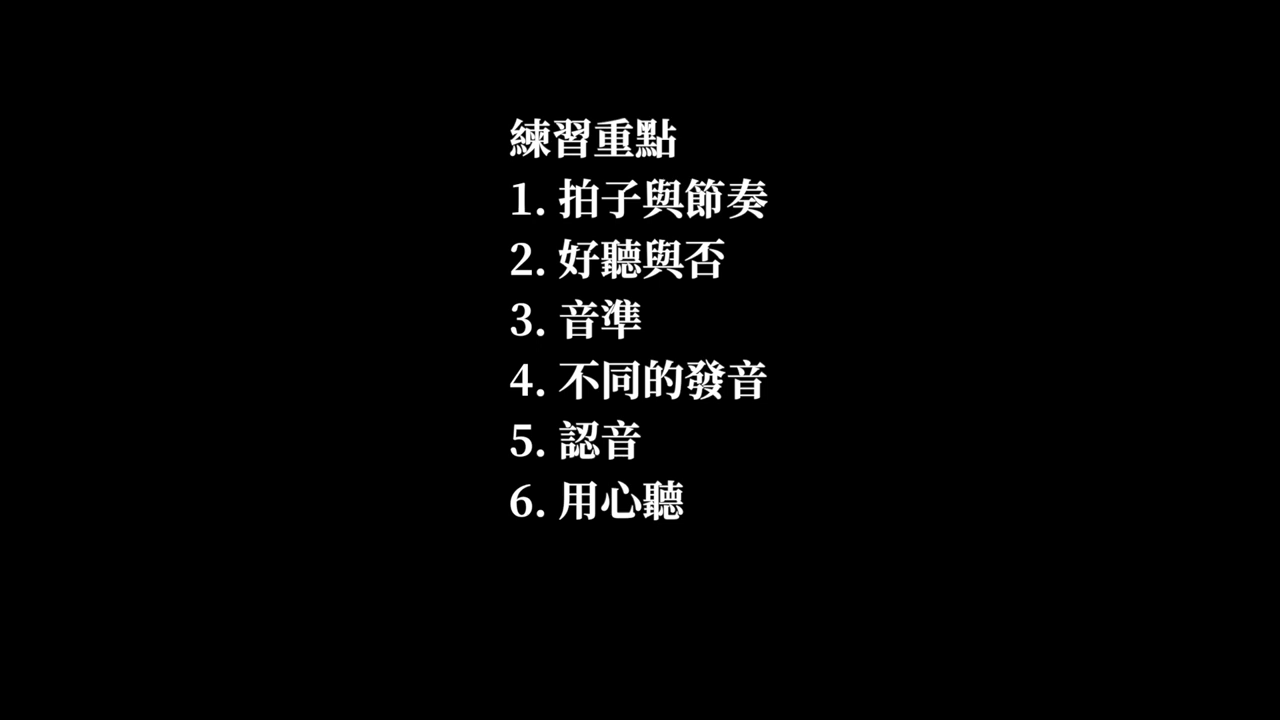 練習重點
1. 拍子與節奏
2. 好聽與否
3. 音準
4. 不同的發音
5. 認音
6. 用心聽